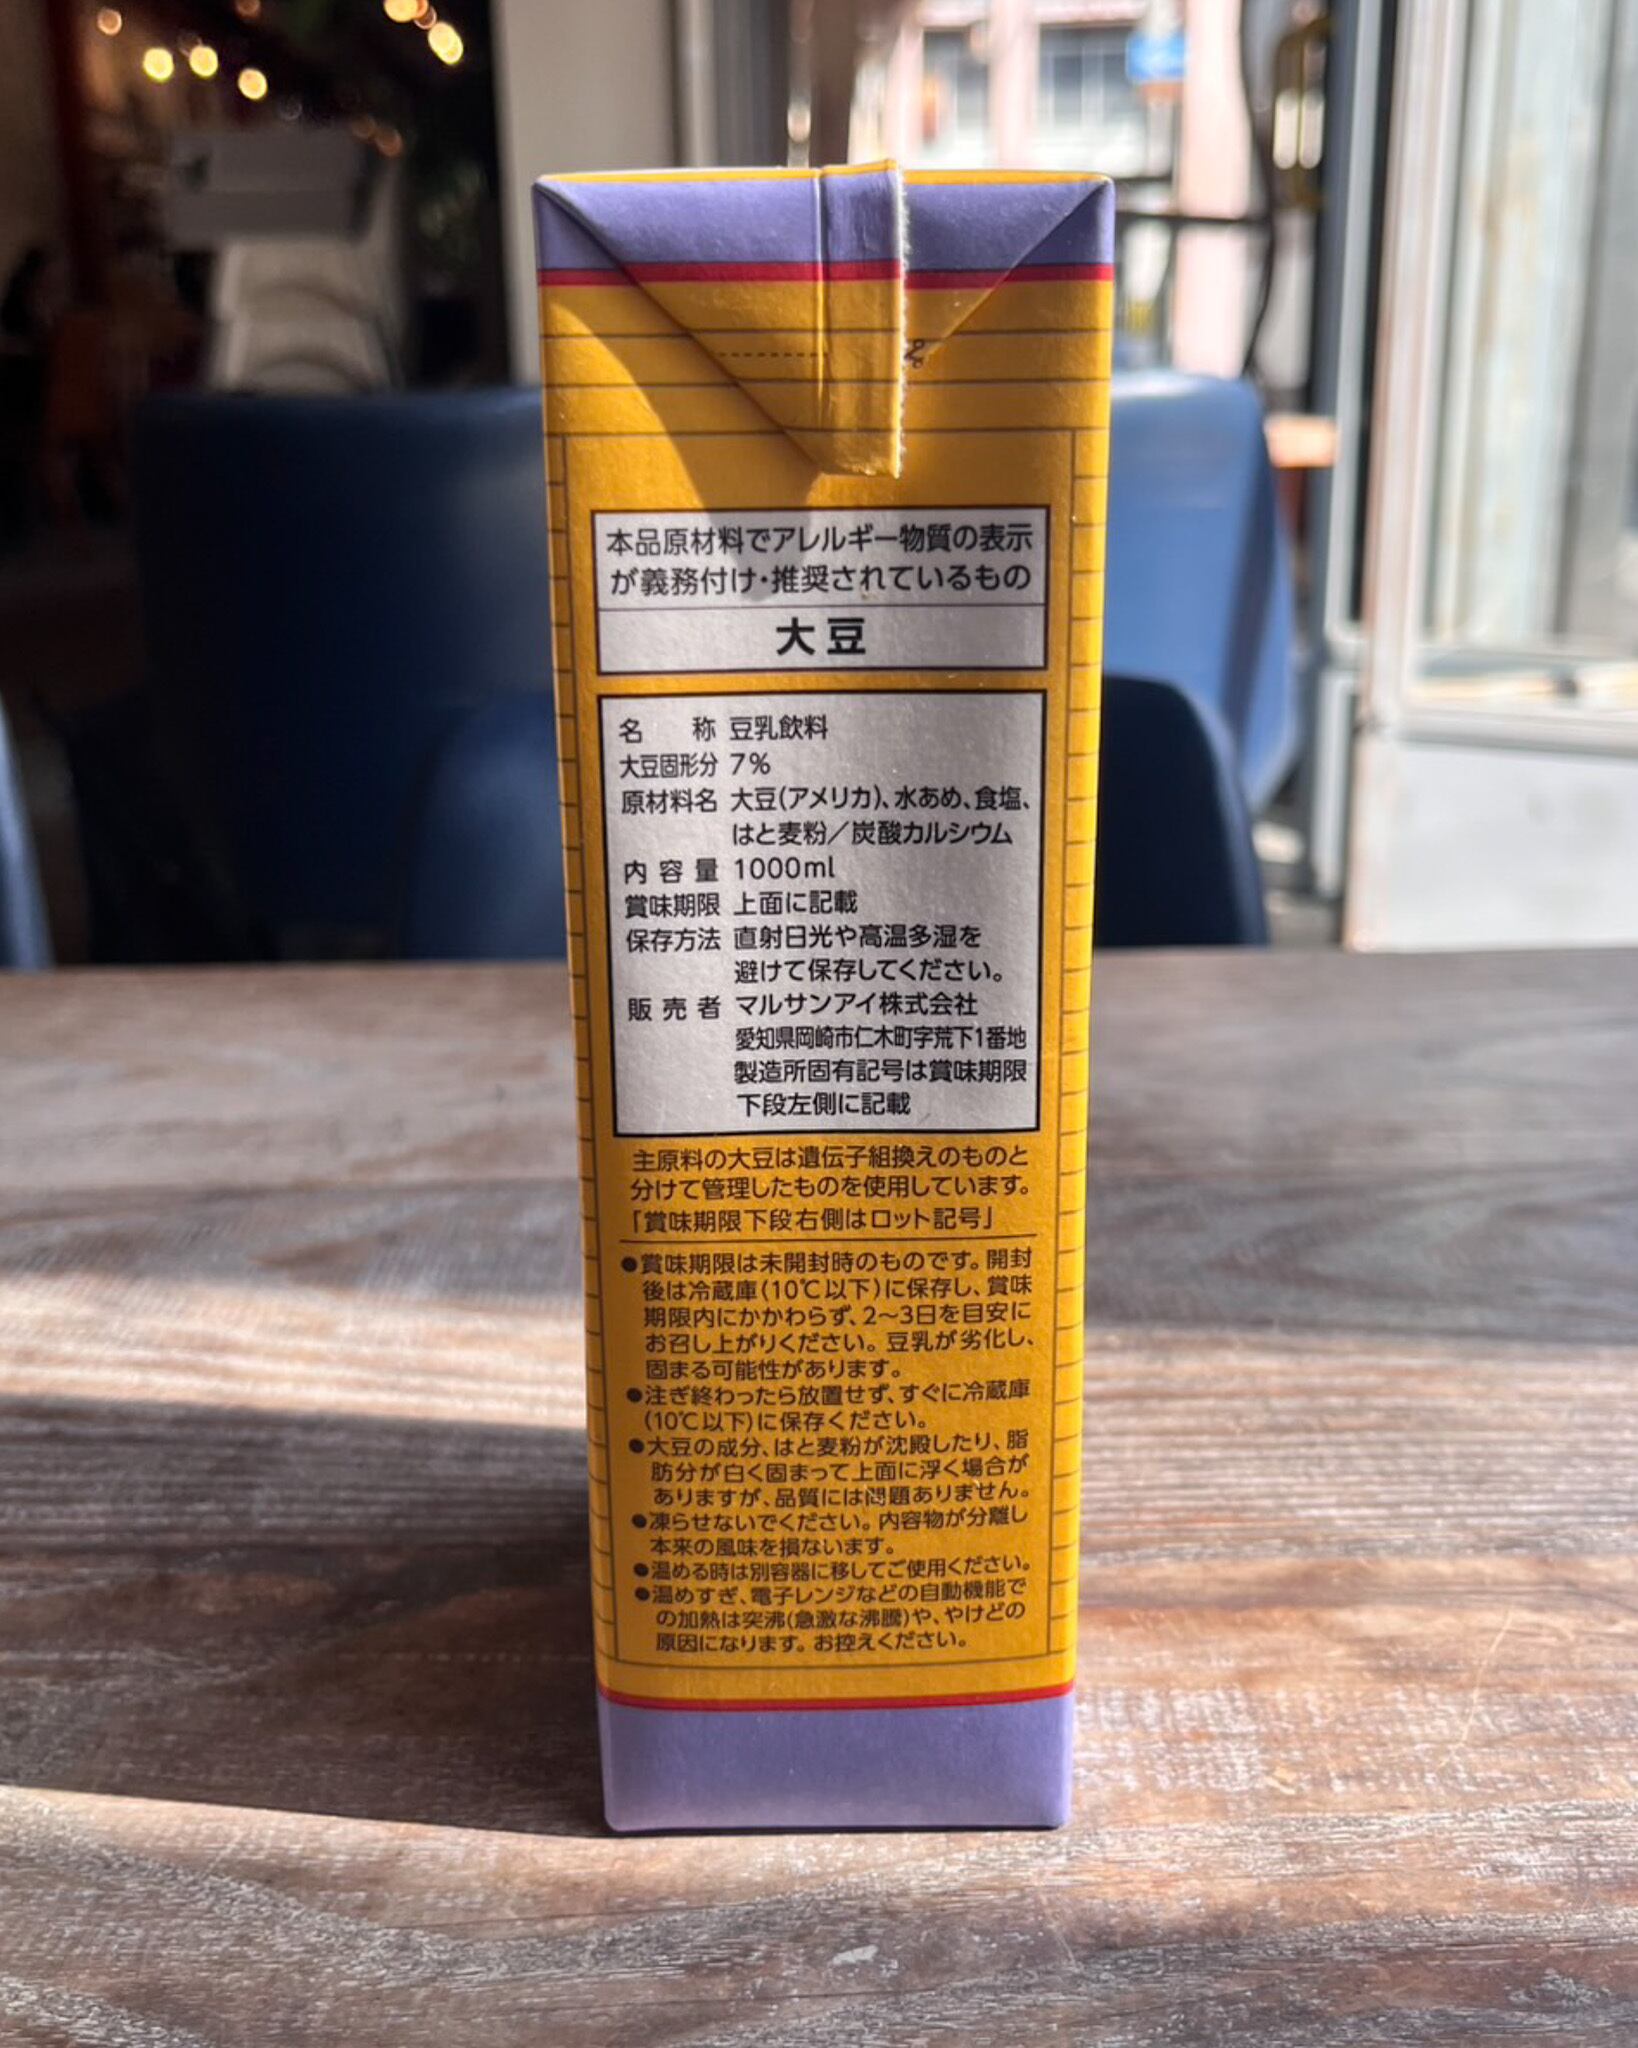 本品原材料でアレルギー物質の表示
が義務付け・推奨されているもの
大豆
名 称 豆乳飲料
大豆固形分 7%
原材料名 大豆(アメリカ)、水あめ、食塩、
はと麦粉／炭酸カルシウム
内容量 1000ml
賞味期限 上面に記載
保存方法 直射日光や高温多湿を
避けて保存してください。
販売者 マルサンアイ株式会社
愛知県岡崎市仁木町字荒下1番地
製造所固有記号は賞味期限
下段左側に記載
主原料の大豆は遺伝子組換えのものと
分けて管理したものを使用しています。
「賞味期限下段右側はロット記号」
●賞味期限は未開封時のものです。開封
後は冷蔵庫(10℃以下)に保存し、賞味
期限内にかかわらず、2〜3日を目安に
お召し上がりください。豆乳が劣化し、
固まる可能性があります。
●注ぎ終わったら放置せず、すぐに冷蔵庫
(10℃以下)に保存ください。
●大豆の成分、はと麦粉が沈殿したり、脂
肪分が白く固まって上面に浮く場合が
ありますが、品質には問題ありません。
●凍らせないでください。内容物が分離し
本来の風味を損ないます。
●温める時は別容器に移してご使用ください。
●温めすぎ、電子レンジなどの自動機能で
の加熱は突沸(急激な沸騰)や、やけどの
原因になります。お控えください。